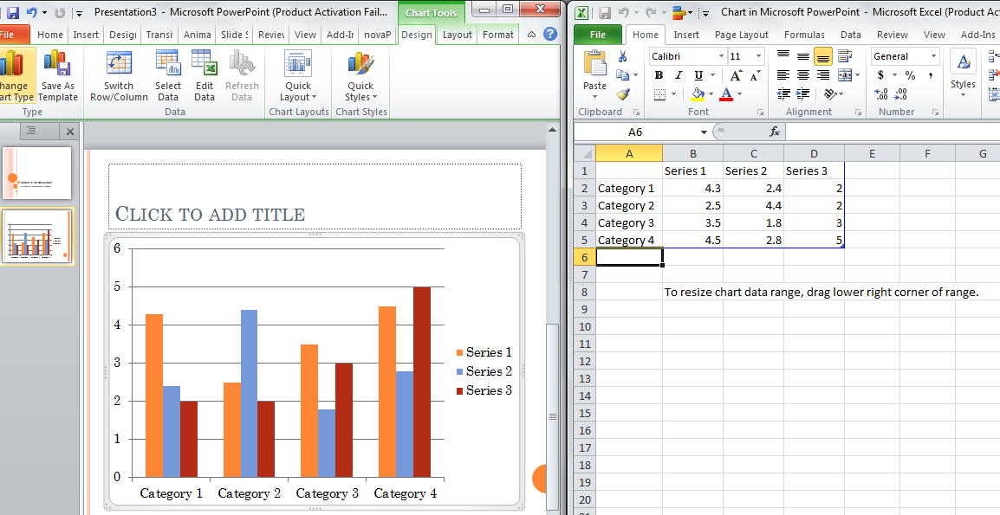 Presentation3 - Microsoft PowerPoint (Product Activation Fail...
Chart Tools
File Home Insert Desig Transit Anima Slide S Review View Add-In novaP Design Layout Format
hange
art Type
Save As
Template
Switch
Row/Column
Select
Data
Edit
Data
Refresh
Data
Quick
Layout
Quick
Styles
Type
Data
Chart Layouts
Chart Styles
CLICK TO ADD TITLE
6
5
4
3
2
1
0
Category 1 Category 2 Category 3 Category 4
Series 1
Series 2
Series 3
Chart in Microsoft PowerPoint - Microsoft Excel (Product Act
File Home Insert Page Layout Formulas Data Review View Add-Ins
Paste
Calibri 11
B I U A A
A
General
$ % ,
.00 .0
Styles
Clipboard
Font
Alignment
Number
A6 fx
A B C D E F G
1 Series 1 Series 2 Series 3
2 Category 1 4.3 2.4 2
3 Category 2 2.5 4.4 2
4 Category 3 3.5 1.8 3
5 Category 4 4.5 2.8 5
6
7
8 To resize chart data range, drag lower right corner of range.
9
10
11
12
13
14
15
16
17
18
19
20